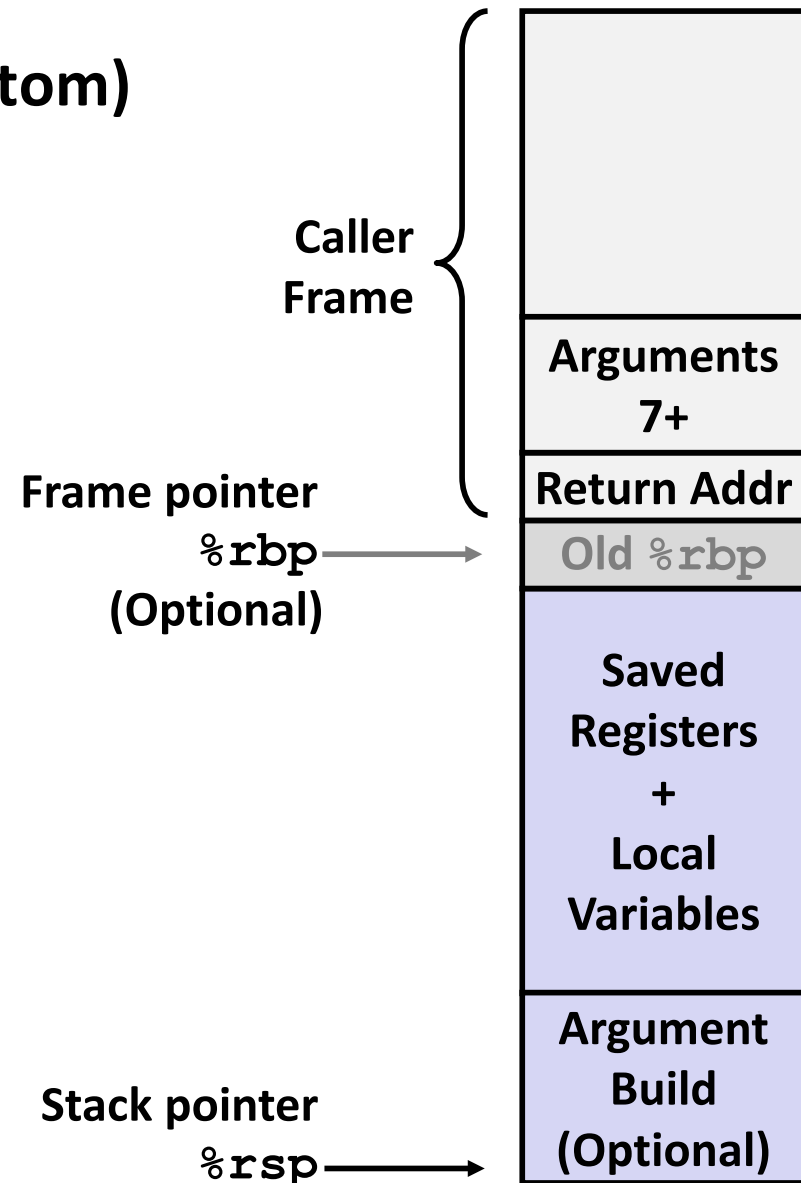 tom)
Caller
Frame
Arguments
7+
Return Addr
Frame pointer
%rbp
(Optional)
Old %rbp
Saved
Registers
+
Local
Variables
Argument
Build
(Optional)
Stack pointer
%rsp